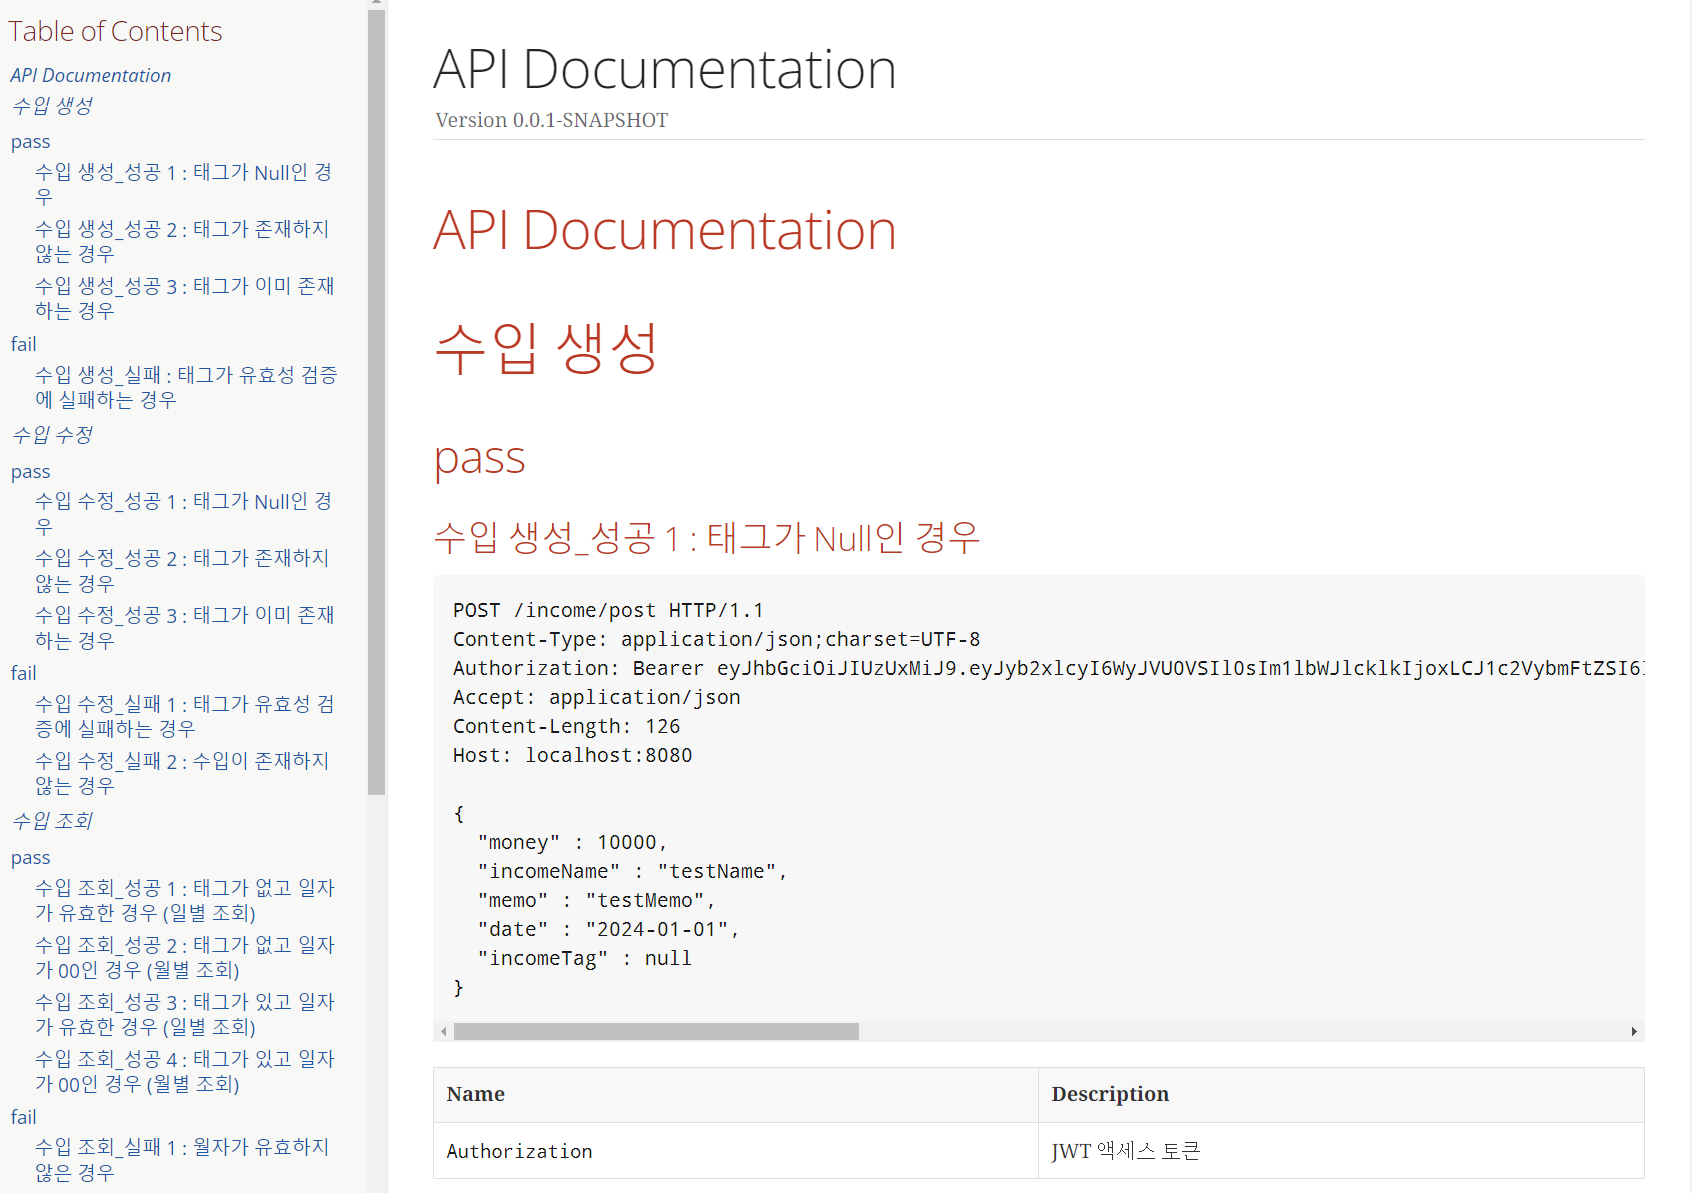 Table of Contents
API Documentation
수입 생성
pass
수입 생성_성공 1 : 태그가 Null인 경
우
수입 생성_성공 2 : 태그가 존재하지
않는 경우
수입 생성_성공 3 : 태그가 이미 존재
하는 경우
fail
수입 생성_실패 : 태그가 유효성 검증
에 실패하는 경우
수입 수정
pass
수입 수정_성공 1 : 태그가 Null인 경
우
수입 수정_성공 2 : 태그가 존재하지
않는 경우
수입 수정_성공 3 : 태그가 이미 존재
하는 경우
fail
수입 수정_실패 1 : 태그가 유효성 검
증에 실패하는 경우
수입 수정_실패 2 : 수입이 존재하지
않는 경우
수입 조회
pass
수입 조회_성공 1 : 태그가 없고 일자
가 유효한 경우 (일별 조회)
수입 조회_성공 2 : 태그가 없고 일자
가 00인 경우 (월별 조회)
수입 조회_성공 3 : 태그가 있고 일자
가 유효한 경우 (일별 조회)
수입 조회_성공 4 : 태그가 있고 일자
가 00인 경우 (월별 조회)
fail
수입 조회_실패 1 : 월자가 유효하지
않은 경우
API Documentation
Version 0.0.1-SNAPSHOT
API Documentation
수입 생성
pass
수입 생성_성공 1 : 태그가 Null인 경우
POST /income/post HTTP/1.1
Content-Type: application/json;charset=UTF-8
Authorization: Bearer eyJhbGciOiJIUzUxMiJ9.eyJyb2xlcyI6WyJVU0VSIl0sIm1lbWJlcklkIjoxLCJ1c2VybmFtZSI6I
Accept: application/json
Content-Length: 126
Host: localhost:8080
{
"money" : 10000,
"incomeName" : "testName",
"memo" : "testMemo",
"date" : "2024-01-01",
"incomeTag" : null
}
Name Description
Authorization JWT 액세스 토큰